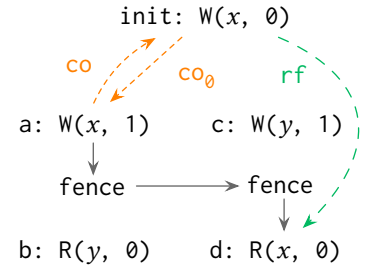 init: W(x, 0)
co co₀ rf
a: W(x, 1) c: W(y, 1)
fence fence
b: R(y, 0) d: R(x, 0)